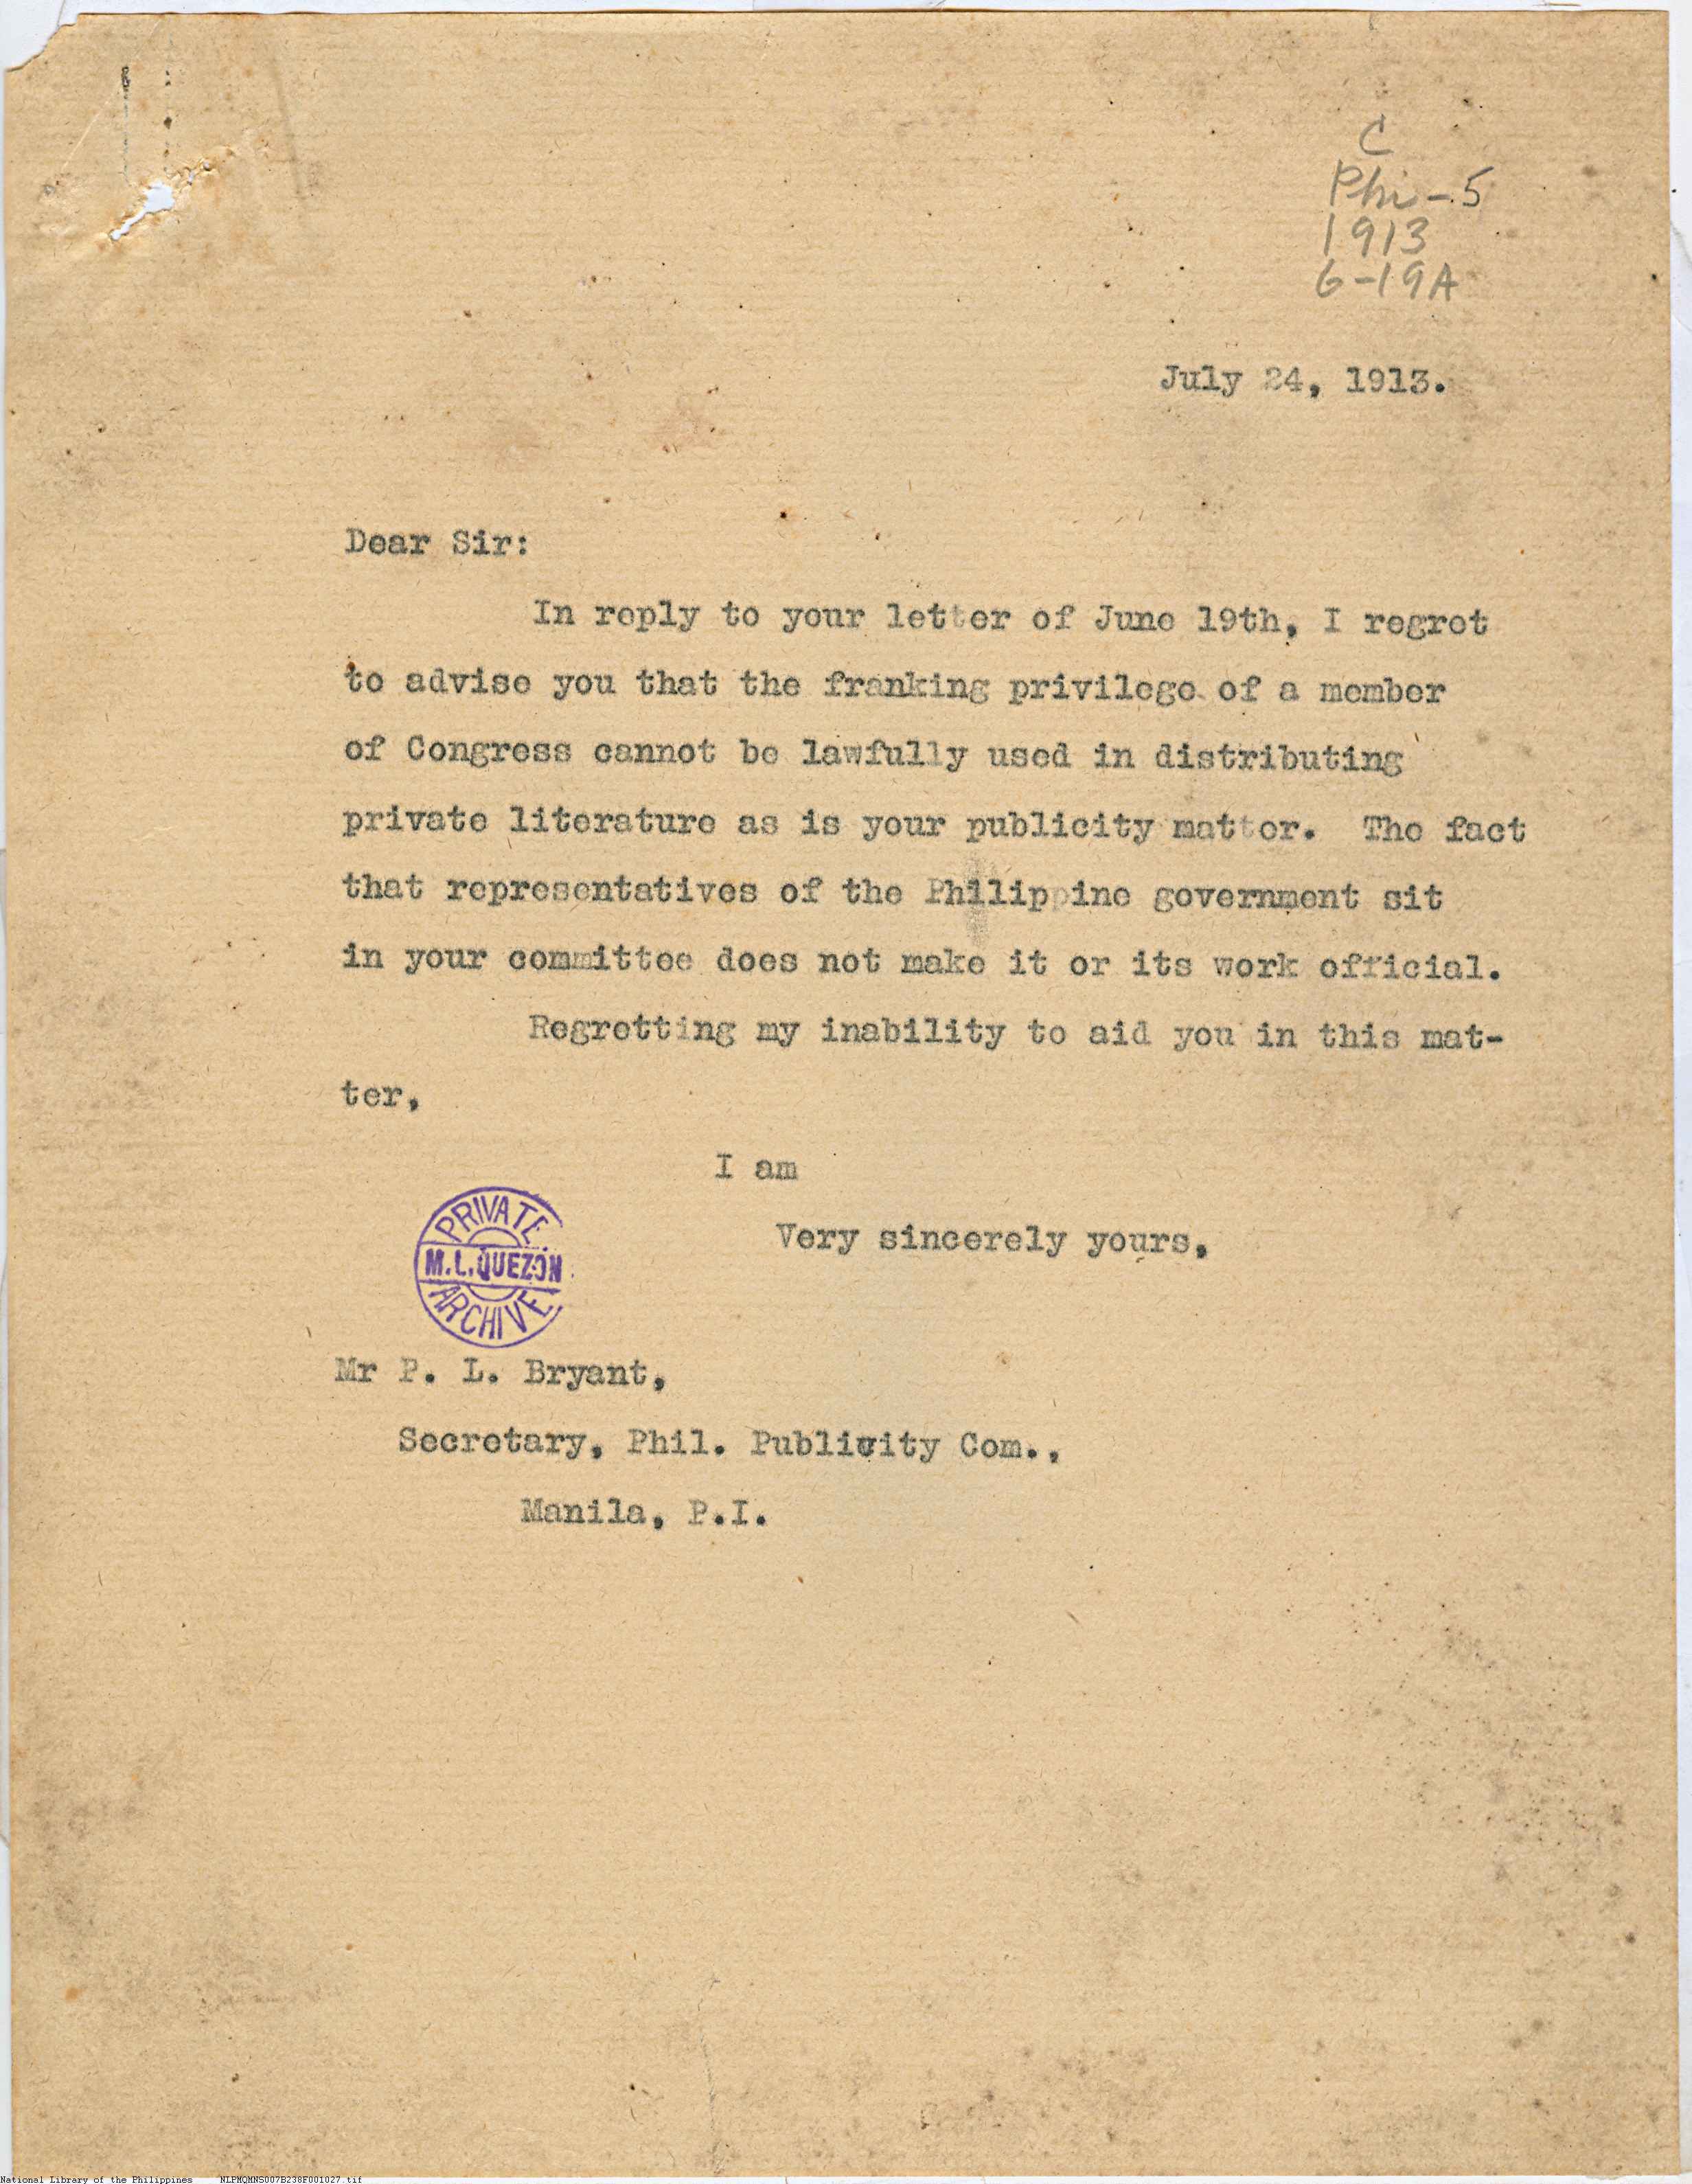 C
Phi-5
1913
6-19A
July 24, 1913.
Dear Sir:
In reply to your letter of June 19th, I regret
to advise you that the franking privilege of a member
of Congress cannot be lawfully used in distributing
private literature as is your publicity matter. The fact
that representatives of the Philippine government sit
in your committee does not make it or its work official.
Regretting my inability to aid you in this mat-
ter,
I am
Very sincerely yours,
PRIVATE
M.L.QUEZON
ARCHIVE
Mr P. L. Bryant,
Secretary, Phil. Publicity Com.,
Manila, P.I.
National Library of the Philippines NLPMQMNS007B238F001027.tif